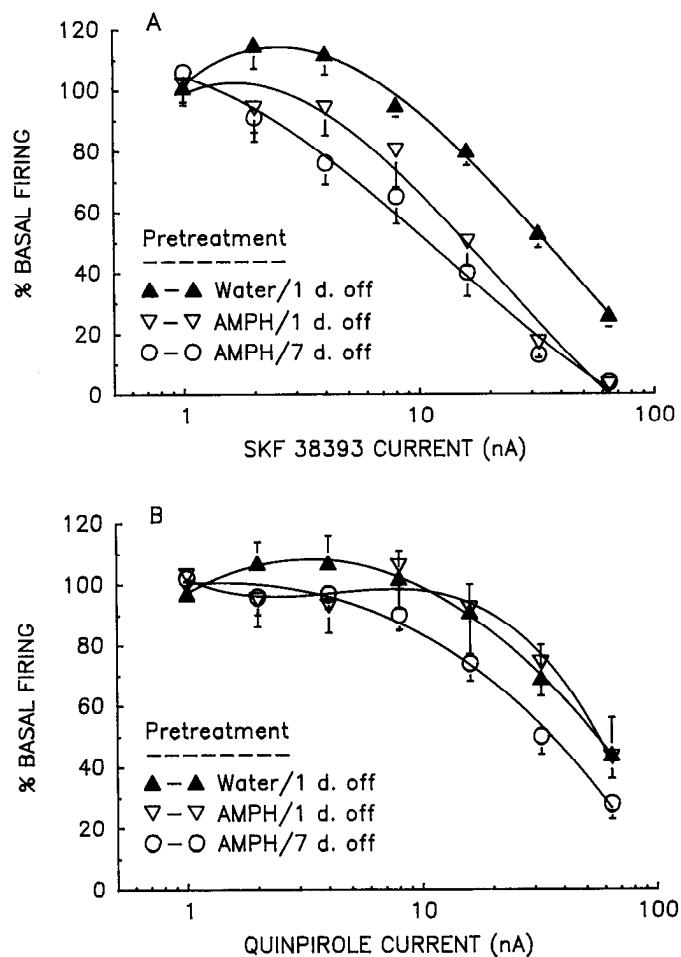 A
120
100
80
60
40
20
0
% BASAL FIRING
Pretreatment
▲–▲ Water/1 d. off
▽–▽ AMPH/1 d. off
○–○ AMPH/7 d. off
1 10 100
SKF 38393 CURRENT (nA)
B
120
100
80
60
40
20
0
% BASAL FIRING
Pretreatment
▲–▲ Water/1 d. off
▽–▽ AMPH/1 d. off
○–○ AMPH/7 d. off
1 10 100
QUINPIROLE CURRENT (nA)